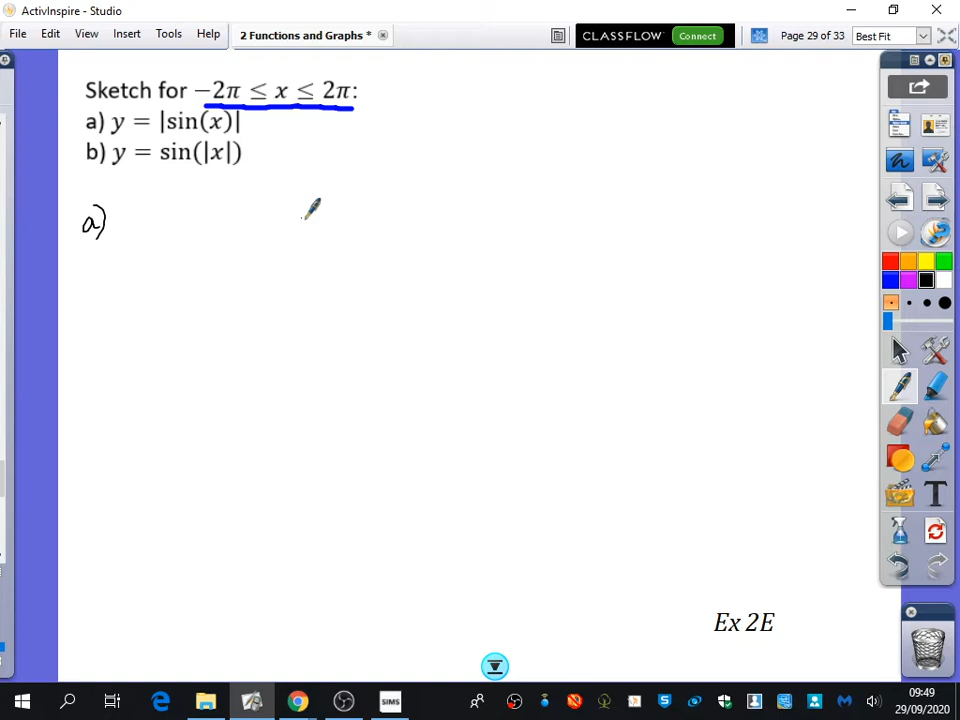 ActivInspire - Studio
File Edit View Insert Tools Help 2 Functions and Graphs * CLASSFLOW Connect Page 29 of 33 Best Fit
Sketch for −2π ≤ x ≤ 2π:
a) y = |sin(x)|
b) y = sin(|x|)
a)
T
Ex 2E
SIMS
09:49
29/09/2020